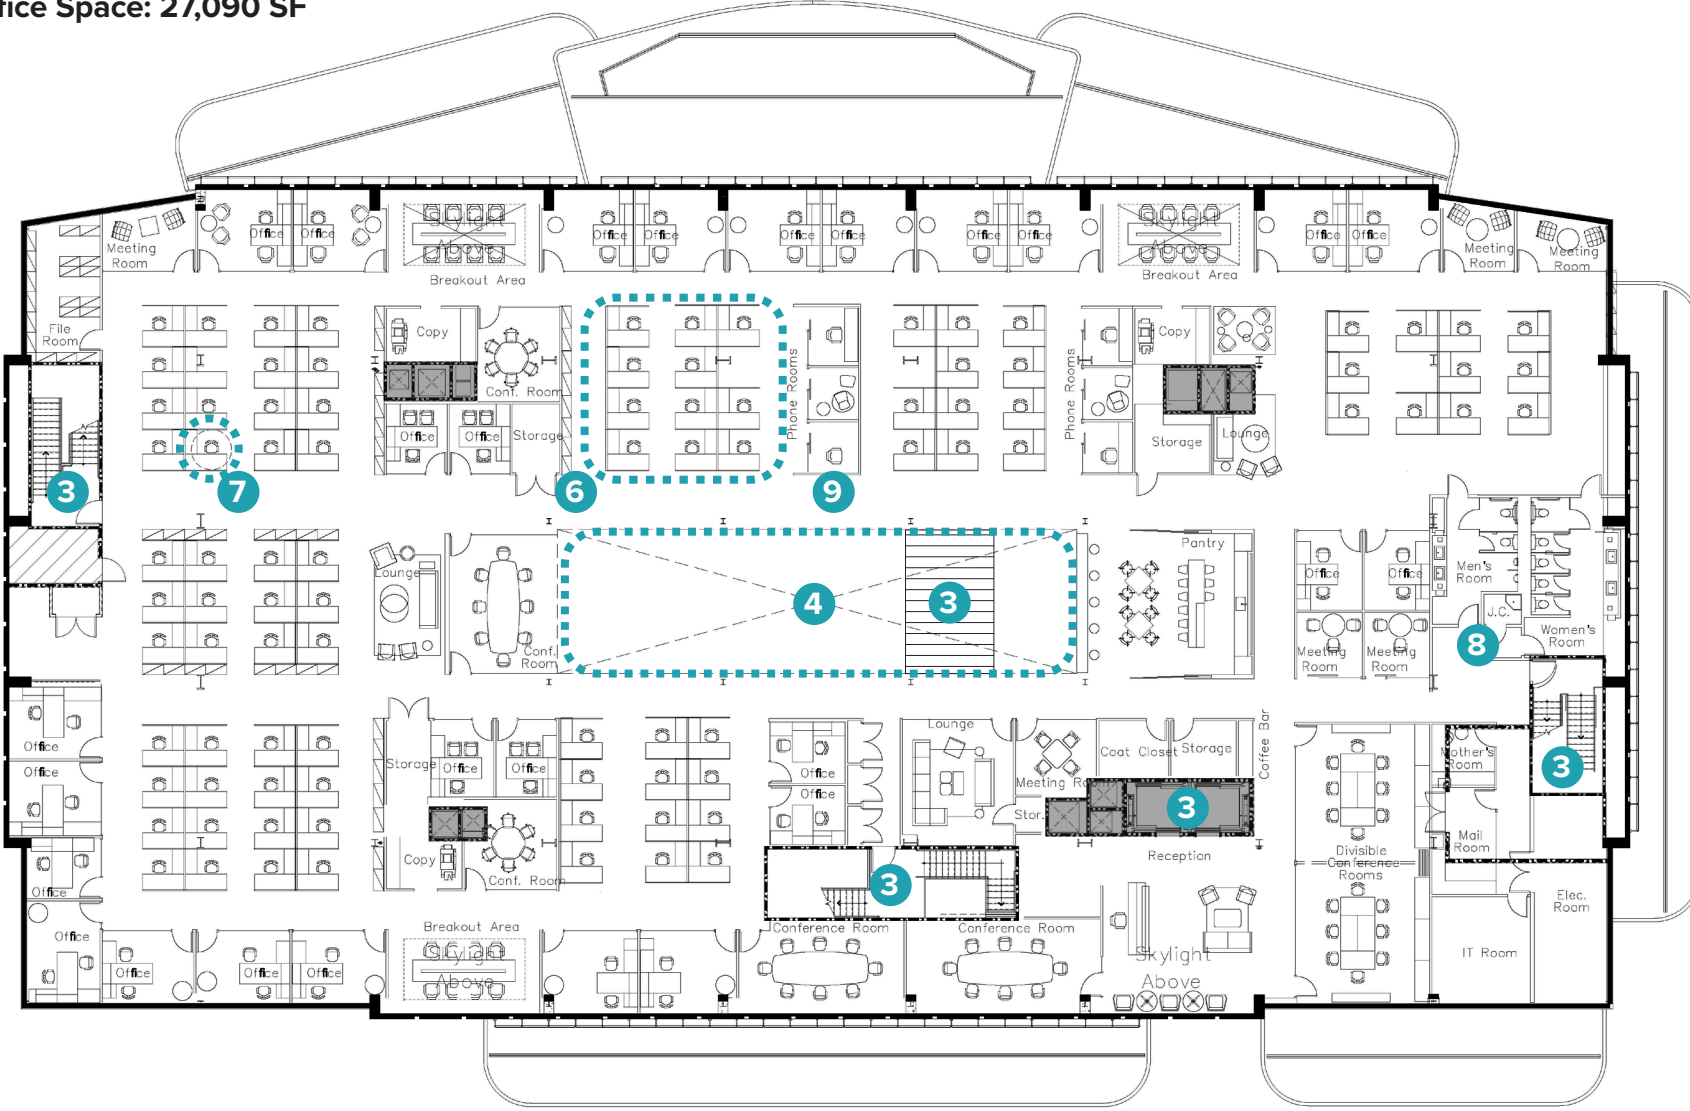 fice Space: 27,090 SF
Meeting
Room
Office
Office
Skylight
Above
Breakout Area
Office
Office
Office
Office
Office
Office
Skylight
Above
Breakout Area
Office
Office
Meeting
Room
Meeting
Room
File
Room
Copy
Conf. Room
Office
Office
Storage
Phone Rooms
Phone Rooms
Copy
Storage
Lounge
3
7
6
9
Lounge
Conf.
Room
4
3
Pantry
Office
Office
Meeting
Room
Meeting
Room
Men's
Room
J.C.
Women's
Room
8
Office
Office
Office
Office
Storage
Office
Office
Copy
Conf. Room
Office
Office
Lounge
Meeting Ro
Stor.
Coat Closet
Storage
Coffee Bar
3
Reception
3
Divisible
Conference
Rooms
Mother's
Room
3
Mail
Room
Elec.
Room
IT Room
Office
Office
Office
Breakout Area
Skylight
Above
Conference Room
Conference Room
Skylight
Above